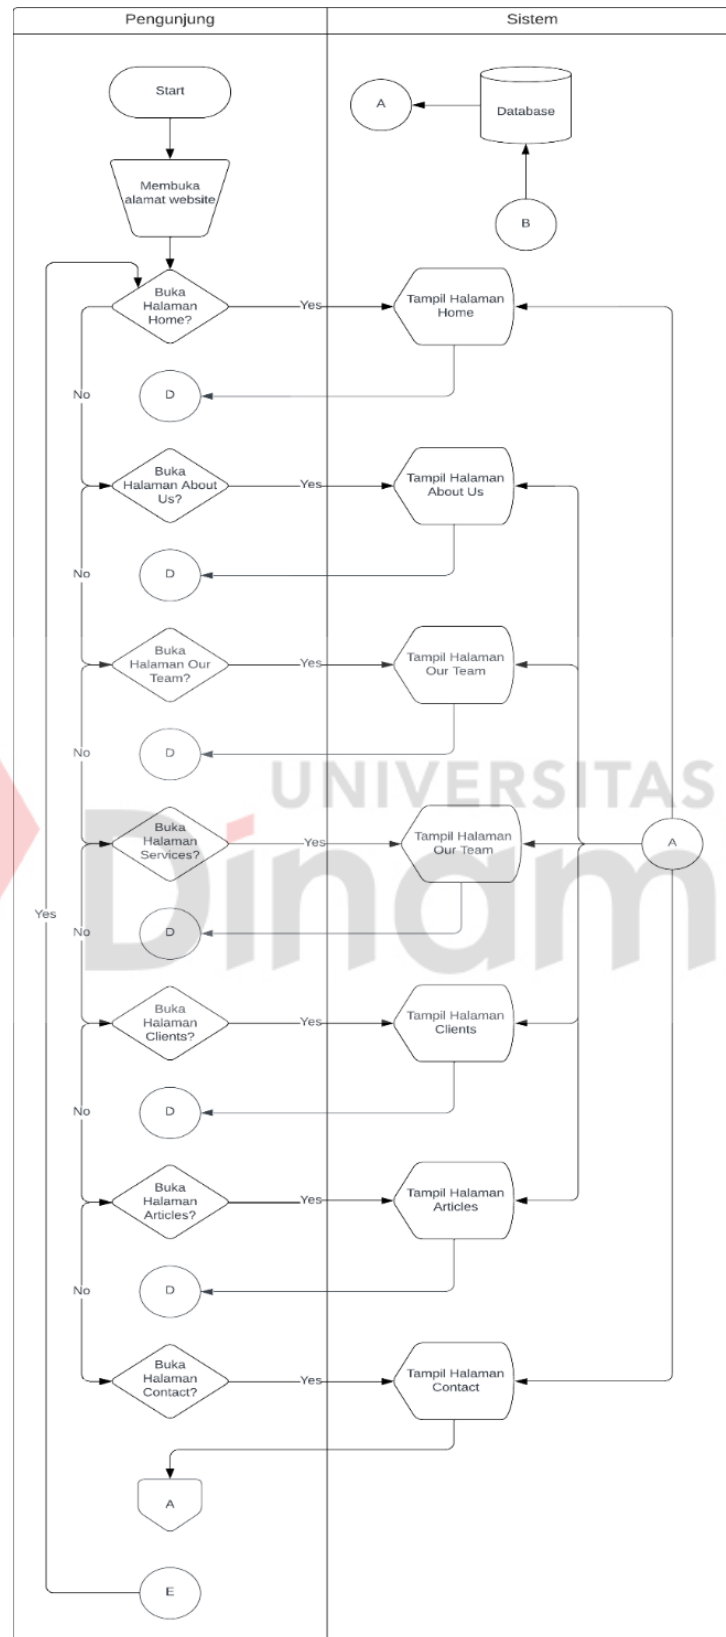 Pengunjung
Sistem
Start
A
Database
Membuka
alamat website
B
Buka
Halaman
Home?
Yes
Tampil Halaman
Home
No
D
Buka
Halaman About
Us?
Yes
Tampil Halaman
About Us
No
D
Buka
Halaman Our
Team?
Yes
Tampil Halaman
Our Team
No
D
UNIVERSITAS
Dinam
Buka
Halaman
Services?
Yes
Tampil Halaman
Our Team
A
Yes
No
D
Buka
Halaman
Clients?
Yes
Tampil Halaman
Clients
No
D
Buka
Halaman
Articles?
Yes
Tampil Halaman
Articles
No
D
Buka
Halaman
Contact?
Yes
Tampil Halaman
Contact
A
E